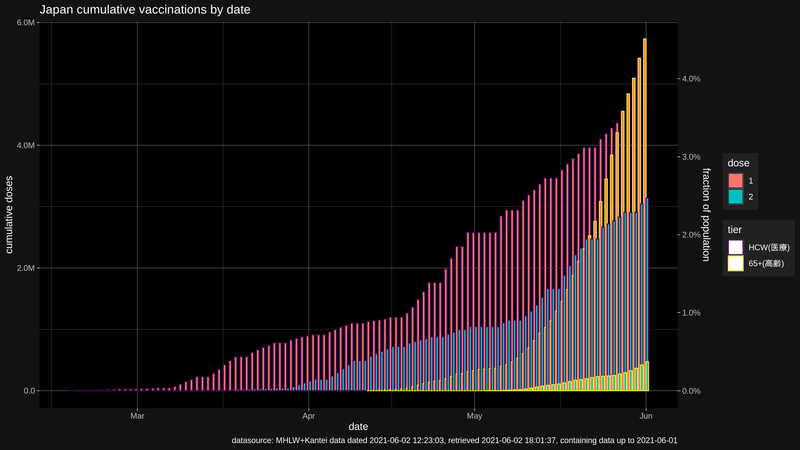 Japan cumulative vaccinations by date
6.0M
4.0M
2.0M
0.0
cumulative doses
4.0%
3.0%
2.0%
1.0%
0.0%
fraction of population
Mar Apr May Jun
date
dose
1
2
tier
HCW(医療)
65+(高齢)
datasource: MHLW+Kantei data dated 2021-06-02 12:23:03, retrieved 2021-06-02 18:01:37, containing data up to 2021-06-01